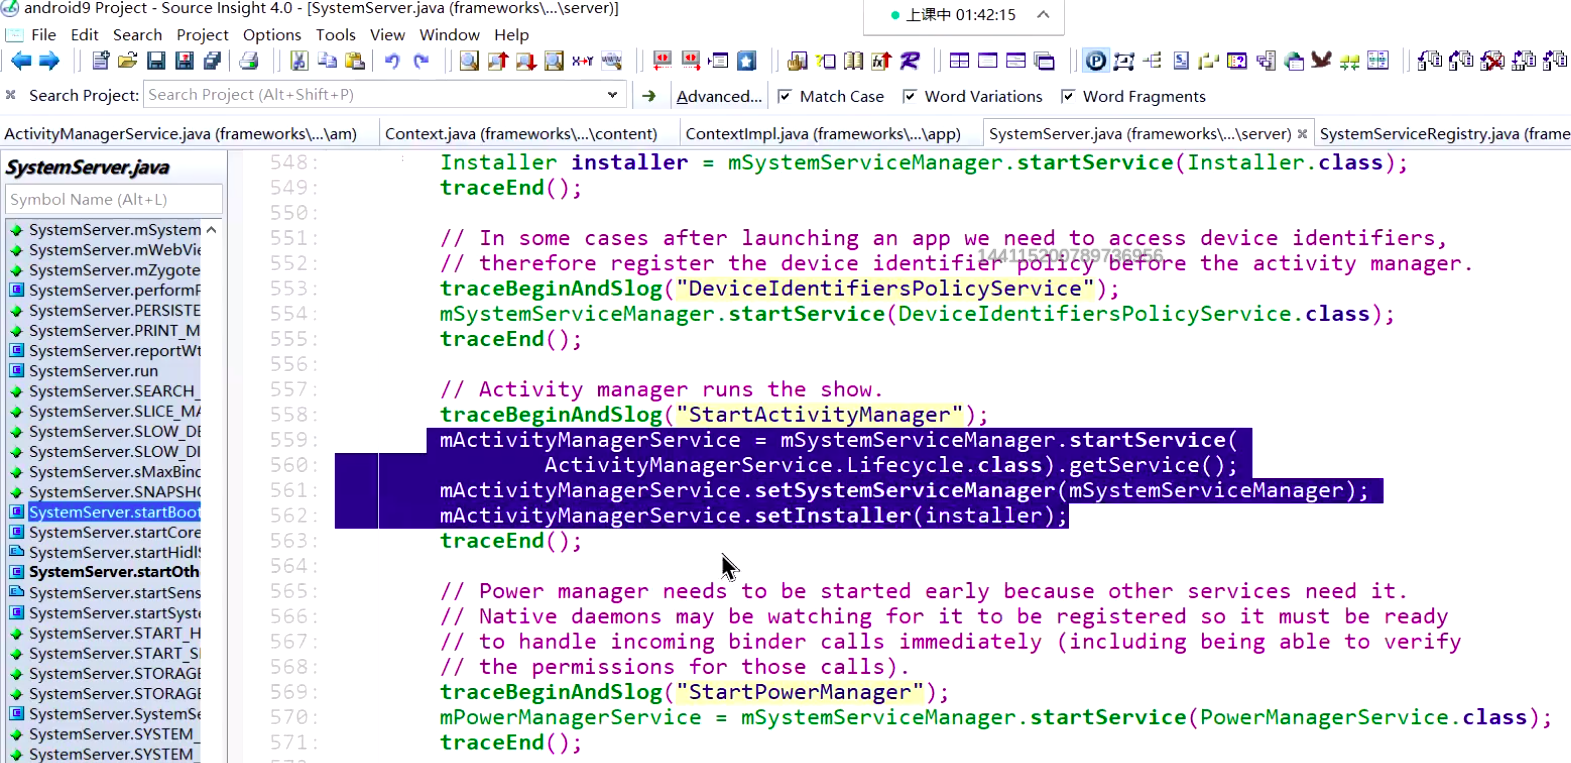 android9 Project - Source Insight 4.0 - [SystemServer.java (frameworks\...\server)]
上课中 01:42:15
File Edit Search Project Options Tools View Window Help
Search Project: Search Project (Alt+Shift+P) Advanced... Match Case Word Variations Word Fragments
ActivityManagerService.java (frameworks\...\am) Context.java (frameworks\...\content) ContextImpl.java (frameworks\...\app) SystemServer.java (frameworks\...\server) SystemServiceRegistry.java (frame
SystemServer.java
Symbol Name (Alt+L)
SystemServer.mSystem
SystemServer.mWebVie
SystemServer.mZygote
SystemServer.performF
SystemServer.PERSISTE
SystemServer.PRINT_M
SystemServer.reportWt
SystemServer.run
SystemServer.SEARCH_
SystemServer.SLICE_MA
SystemServer.SLOW_DE
SystemServer.SLOW_DI
SystemServer.sMaxBind
SystemServer.SNAPSHO
SystemServer.startBoot
SystemServer.startCore
SystemServer.startHidlS
SystemServer.startOth
SystemServer.startSens
SystemServer.startSyste
SystemServer.START_H
SystemServer.START_SI
SystemServer.STORAGE
SystemServer.STORAGE
SystemServer.SystemSe
SystemServer.SYSTEM_
SystemServer.SYSTEM_
548: Installer installer = mSystemServiceManager.startService(Installer.class);
549: traceEnd();
550:
551: // In some cases after launching an app we need to access device identifiers,
552: // therefore register the device identifier policy before the activity manager.
144115200789736956
553: traceBeginAndSlog("DeviceIdentifiersPolicyService");
554: mSystemServiceManager.startService(DeviceIdentifiersPolicyService.class);
555: traceEnd();
556:
557: // Activity manager runs the show.
558: traceBeginAndSlog("StartActivityManager");
559: mActivityManagerService = mSystemServiceManager.startService(
560: ActivityManagerService.Lifecycle.class).getService();
561: mActivityManagerService.setSystemServiceManager(mSystemServiceManager);
562: mActivityManagerService.setInstaller(installer);
563: traceEnd();
564:
565: // Power manager needs to be started early because other services need it.
566: // Native daemons may be watching for it to be registered so it must be ready
567: // to handle incoming binder calls immediately (including being able to verify
568: // the permissions for those calls).
569: traceBeginAndSlog("StartPowerManager");
570: mPowerManagerService = mSystemServiceManager.startService(PowerManagerService.class);
571: traceEnd();